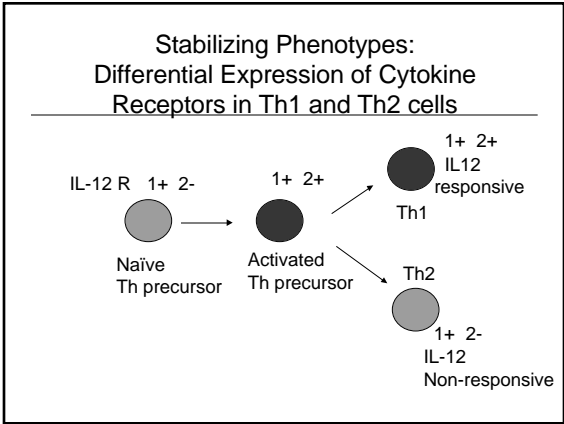 Stabilizing Phenotypes:
Differential Expression of Cytokine
Receptors in Th1 and Th2 cells
IL-12 R 1+ 2-
Naïve
Th precursor
1+ 2+
Activated
Th precursor
1+ 2+
IL12
responsive
Th1
Th2
1+ 2-
IL-12
Non-responsive